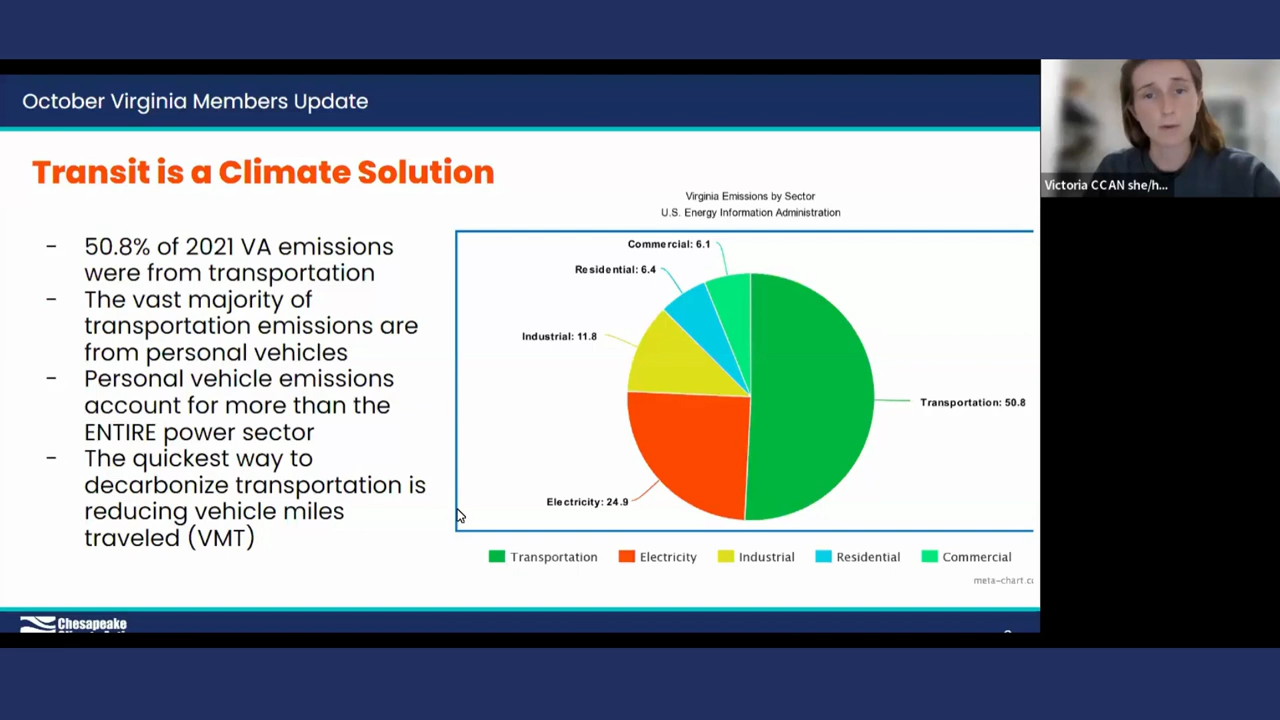 October Virginia Members Update
Transit is a Climate Solution
- 50.8% of 2021 VA emissions
were from transportation
- The vast majority of
transportation emissions are
from personal vehicles
- Personal vehicle emissions
account for more than the
ENTIRE power sector
- The quickest way to
decarbonize transportation is
reducing vehicle miles
traveled (VMT)
Virginia Emissions by Sector
U.S. Energy Information Administration
Commercial: 6.1
Residential: 6.4
Industrial: 11.8
Transportation: 50.8
Electricity: 24.9
Transportation
Electricity
Industrial
Residential
Commercial
meta-chart.c
Chesapeake
Victoria CCAN she/h...